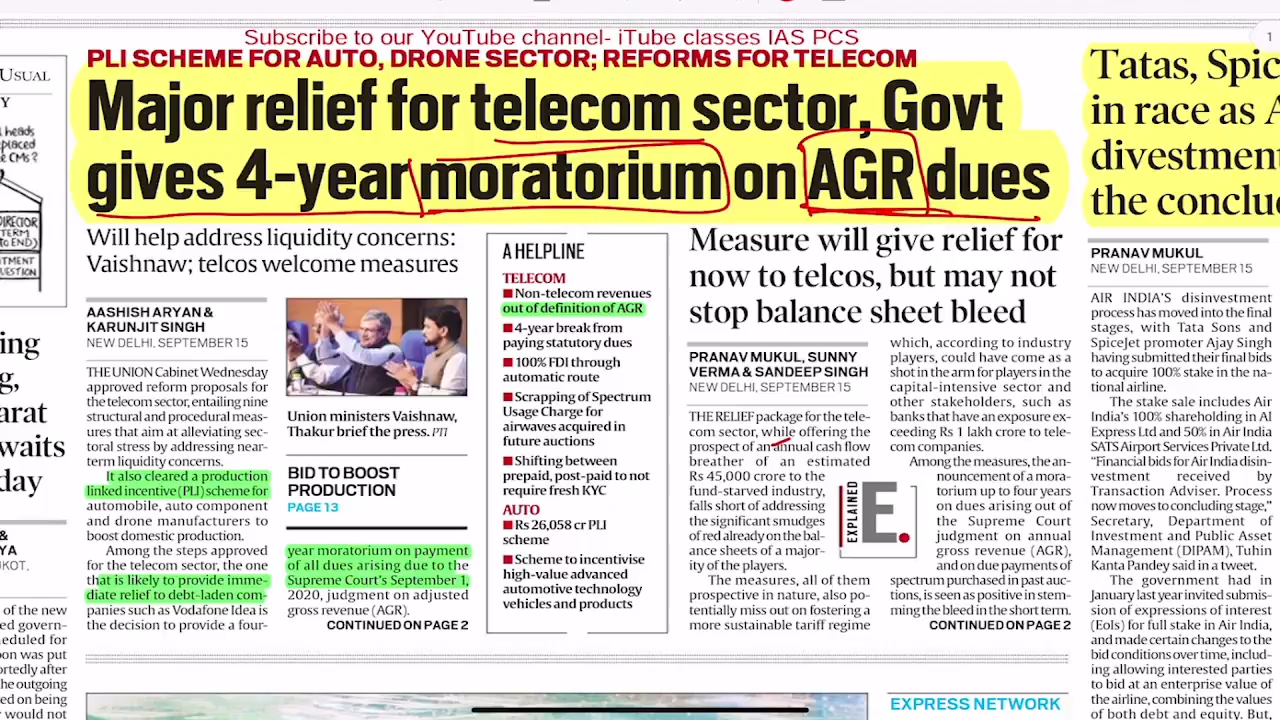 Subscribe to our YouTube channel- iTube classes IAS PCS
1
PLI SCHEME FOR AUTO, DRONE SECTOR; REFORMS FOR TELECOM
Major relief for telecom sector, Govt
gives 4-year moratorium on AGR dues
Will help address liquidity concerns:
Vaishnaw; telcos welcome measures
AASHISH ARYAN &
KARUNJIT SINGH
NEW DELHI, SEPTEMBER 15
THE UNION Cabinet Wednesday
approved reform proposals for
the telecom sector, entailing nine
structural and procedural meas-
ures that aim at alleviating sec-
toral stress by addressing near-
term liquidity concerns.
It also cleared a production
linked incentive (PLI) scheme for
automobile, auto component
and drone manufacturers to
boost domestic production.
Among the steps approved
for the telecom sector, the one
that is likely to provide imme-
diate relief to debt-laden com-
panies such as Vodafone Idea is
the decision to provide a four-
Union ministers Vaishnaw,
Thakur brief the press. PTI
BID TO BOOST
PRODUCTION
PAGE 13
year moratorium on payment
of all dues arising due to the
Supreme Court's September 1,
2020, judgment on adjusted
gross revenue (AGR).
CONTINUED ON PAGE 2
A HELPLINE
TELECOM
■ Non-telecom revenues
out of definition of AGR
■ 4-year break from
paying statutory dues
■ 100% FDI through
automatic route
■ Scrapping of Spectrum
Usage Charge for
airwaves acquired in
future auctions
■ Shifting between
prepaid, post-paid to not
require fresh KYC
AUTO
■ Rs 26,058 cr PLI
scheme
■ Scheme to incentivise
high-value advanced
automotive technology
vehicles and products
Measure will give relief for
now to telcos, but may not
stop balance sheet bleed
PRANAV MUKUL, SUNNY
VERMA & SANDEEP SINGH
NEW DELHI, SEPTEMBER 15
THE RELIEF package for the tele-
com sector, while offering the
prospect of an annual cash flow
breather of an estimated
Rs 45,000 crore to the
fund-starved industry,
falls short of addressing
the significant smudges
of red already on the bal-
ance sheets of a major-
ity of the players.
The measures, all of them
prospective in nature, also po-
tentially miss out on fostering a
more sustainable tariff regime
which, according to industry
players, could have come as a
shot in the arm for players in the
capital-intensive sector and
other stakeholders, such as
banks that have an exposure ex-
ceeding Rs 1 lakh crore to tele-
com companies.
Among the measures, the an-
nouncement of a mora-
torium up to four years
on dues arising out of
the Supreme Court
judgment on annual
gross revenue (AGR),
and on due payments of
spectrum purchased in past auc-
tions, is seen as positive in stem-
ming the bleed in the short term.
CONTINUED ON PAGE 2
EXPLAINED
E.
Tatas, Spic
in race as A
divestment
the conclu
PRANAV MUKUL
NEW DELHI, SEPTEMBER 15
AIR INDIA'S disinvestment
process has moved into the final
stages, with Tata Sons and
SpiceJet promoter Ajay Singh
having submitted their final bids
to acquire 100% stake in the na-
tional airline.
The stake sale includes Air
India's 100% shareholding in AI
Express Ltd and 50% in Air India
SATS Airport Services Private Ltd.
"Financial bids for Air India disin-
vestment received by
Transaction Adviser. Process
now moves to concluding stage,"
Secretary, Department of
Investment and Public Asset
Management (DIPAM), Tuhin
Kanta Pandey said in a tweet.
The government had in
January last year invited submis-
sion of expressions of interest
(EoIs) for full stake in Air India,
and made certain changes to the
bid conditions over time, includ-
ing allowing interested parties
to bid at an enterprise value of
the airline, combining the values
of both debt and equity. But,
EXPRESS NETWORK